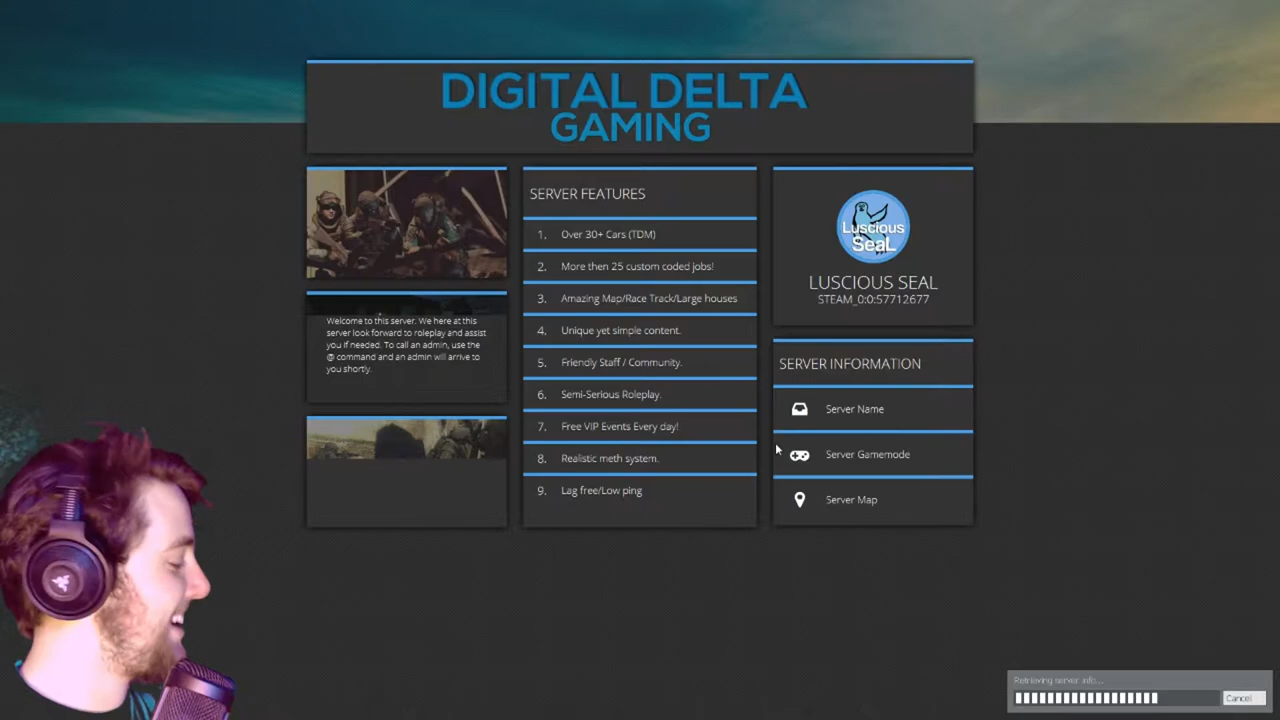 DIGITAL DELTA
GAMING
Welcome to this server. We here at this
server look forward to roleplay and assist
you if needed. To call an admin, use the
@ command and an admin will arrive to
you shortly.
SERVER FEATURES
1. Over 30+ Cars (TDM)
2. More then 25 custom coded jobs!
3. Amazing Map/Race Track/Large houses
4. Unique yet simple content.
5. Friendly Staff / Community.
6. Semi-Serious Roleplay.
7. Free VIP Events Every day!
8. Realistic meth system.
9. Lag free/Low ping
Luscious
SeaL
LUSCIOUS SEAL
STEAM_0:0:57712677
SERVER INFORMATION
Server Name
Server Gamemode
Server Map
Retrieving server info...
Cancel